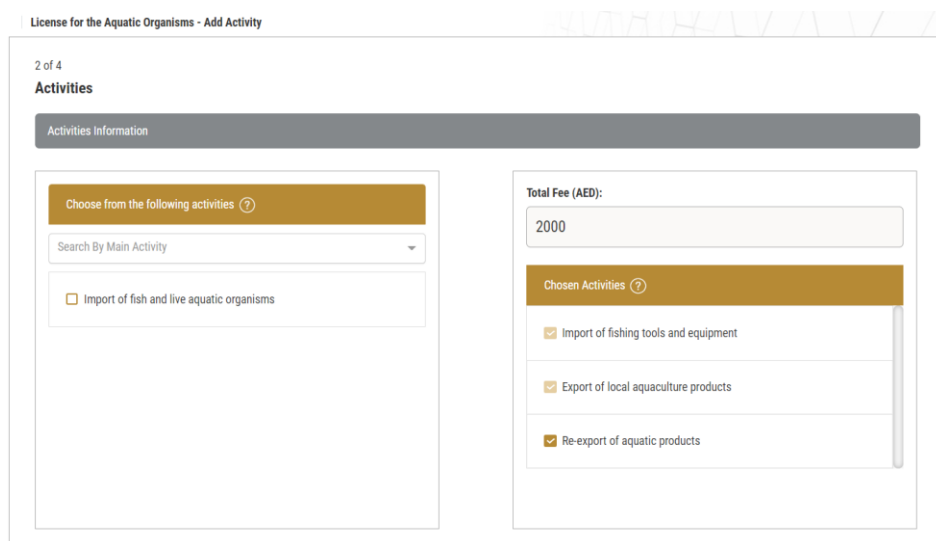 License for the Aquatic Organisms - Add Activity
2 of 4
Activities
Activities Information
Choose from the following activities ?
Search By Main Activity
Import of fish and live aquatic organisms
Total Fee (AED):
2000
Chosen Activities ?
Import of fishing tools and equipment
Export of local aquaculture products
Re-export of aquatic products